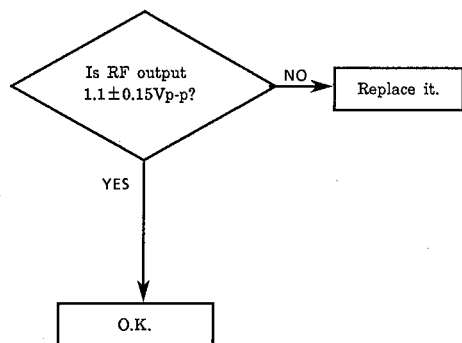 Is RF output
1.1±0.15Vp-p?
NO
Replace it.
YES
O.K.